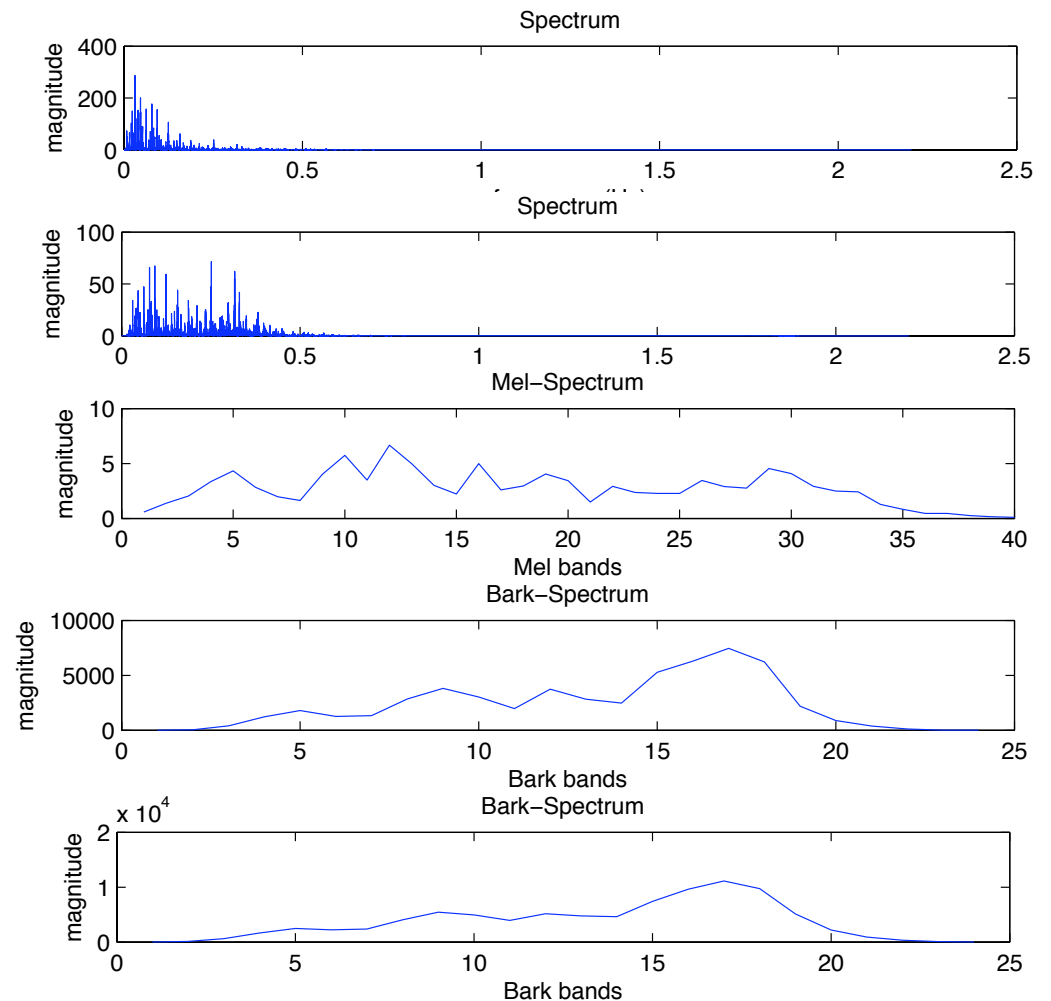 Spectrum
400
200
0
magnitude
0 0.5 1 1.5 2 2.5
Spectrum
100
50
0
magnitude
0 0.5 1 1.5 2 2.5
Mel−Spectrum
10
5
0
magnitude
0 5 10 15 20 25 30 35 40
Mel bands
Bark−Spectrum
10000
5000
0
magnitude
0 5 10 15 20 25
Bark bands
Bark−Spectrum
x 10^4
2
1
0
magnitude
0 5 10 15 20 25
Bark bands